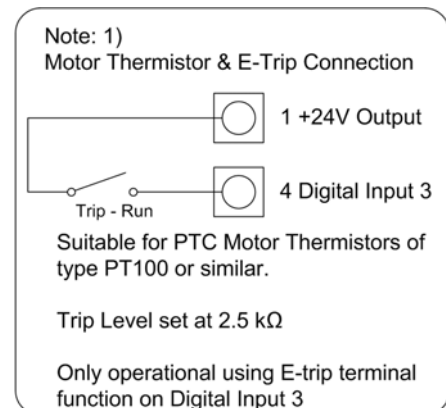 Note: 1)
Motor Thermistor & E-Trip Connection
1 +24V Output
4 Digital Input 3
Trip - Run
Suitable for PTC Motor Thermistors of
type PT100 or similar.
Trip Level set at 2.5 kΩ
Only operational using E-trip terminal
function on Digital Input 3